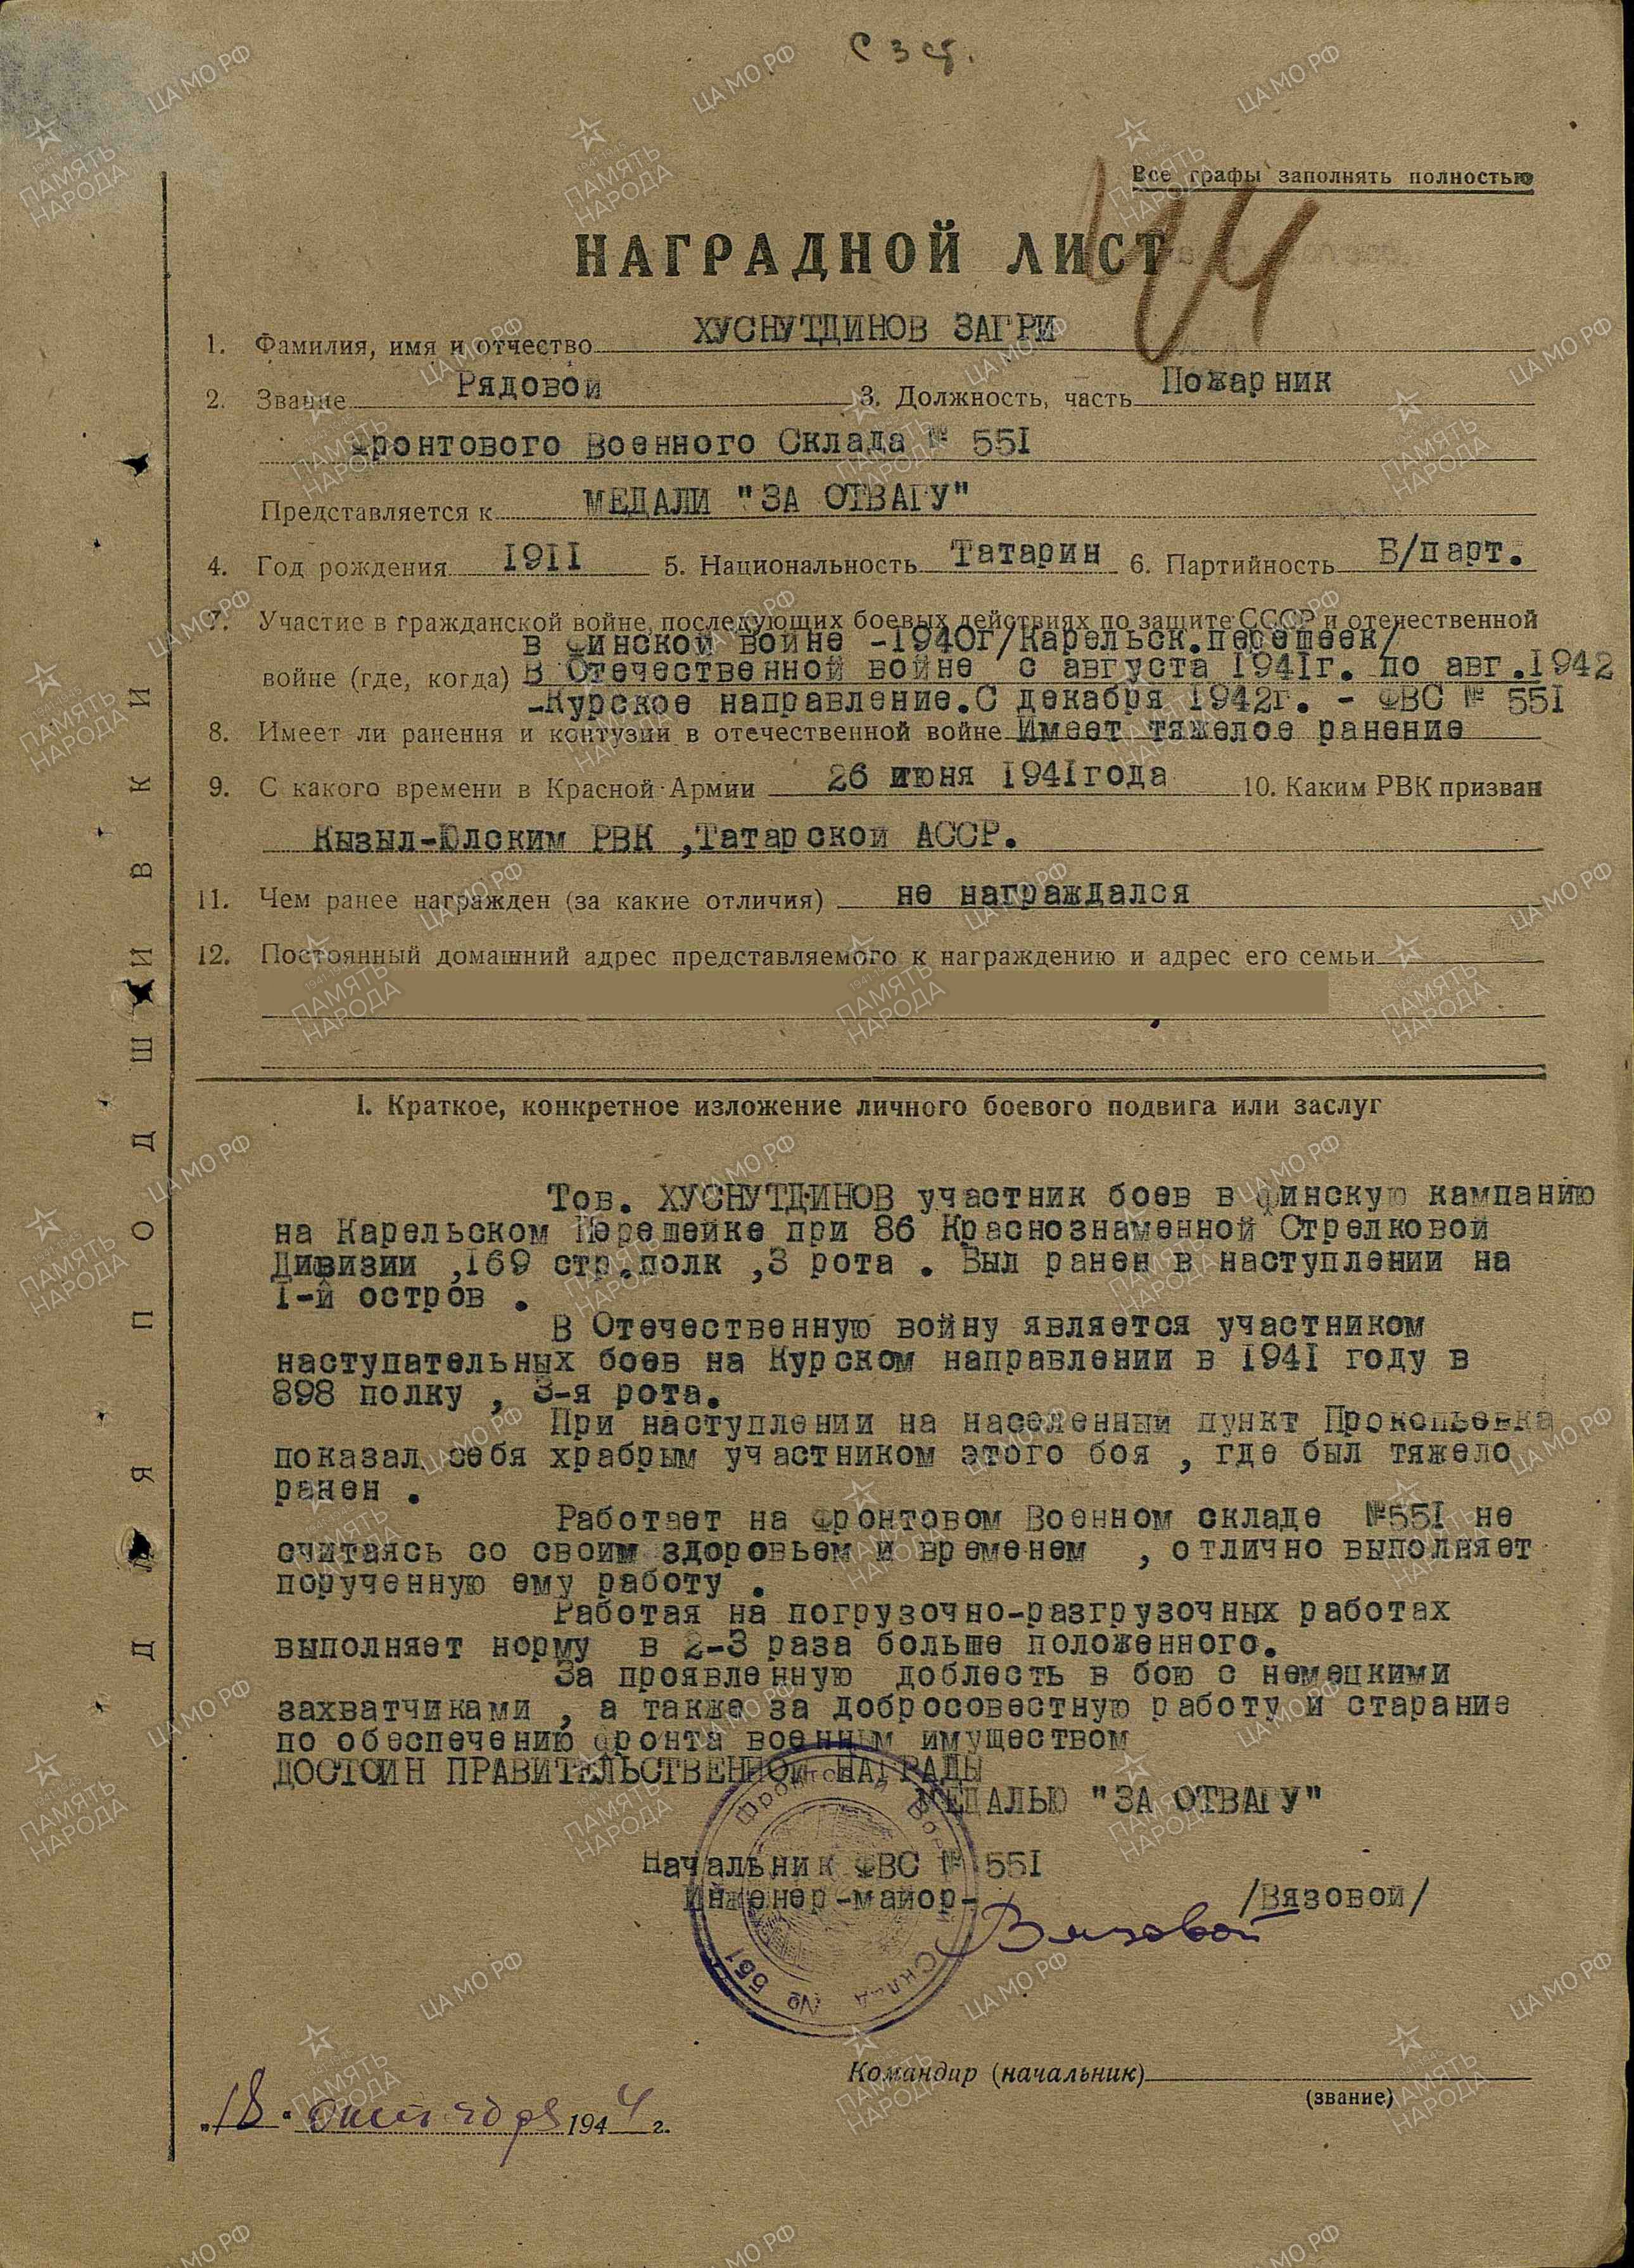 Все графы заполнять полностью
НАГРАДНОЙ ЛИСТ
1. Фамилия, имя и отчество ХУСНУТДИНОВ ЗАГРИ
2. Звание Рядовой 3. Должность, часть Пожарник
Фронтового Военного Склада № 551
Представляется к МЕДАЛИ "ЗА ОТВАГУ"
4. Год рождения 1911 5. Национальность Татарин 6. Партийность Б/парт.
7. Участие в гражданской войне, последующих боевых действиях по защите СССР и отечественной
в финской войне -1940г/Карельск.перешеек/
войне (где, когда) В Отечественной войне с августа 1941г. по авг.1942
-Курское направление.С декабря 1942г. - ФВС № 551
8. Имеет ли ранения и контузии в отечественной войне Имеет тяжелое ранение
9. С какого времени в Красной Армии 26 июня 1941года 10. Каким РВК призван
Кызыл-Юлским РВК ,Татарской АССР.
11. Чем ранее награжден (за какие отличия) не награждался
12. Постоянный домашний адрес представляемого к награждению и адрес его семьи
I. Краткое, конкретное изложение личного боевого подвига или заслуг
Тов. ХУСНУТДИНОВ участник боев в финскую кампанию
на Карельском Перешейке при 86 Краснознаменной Стрелковой
Дивизии ,169 стр.полк ,3 рота . Был ранен в наступлении на
1-й остров .
В Отечественную войну является участником
наступательных боев на Курском направлении в 1941 году в
898 полку , 3-я рота.
При наступлении на населенный пункт Прокопьевка
показал себя храбрым участником этого боя , где был тяжело
ранен .
Работает на Фронтовом Военном складе №551 не
считаясь со своим здоровьем и временем , отлично выполняет
порученную ему работу .
Работая на погрузочно-разгрузочных работах
выполняет норму в 2-3 раза больше положенного.
За проявленную доблесть в бою с немецкими
захватчиками , а также за добросовестную работу и старание
по обеспечению фронта военным имуществом
ДОСТОИН ПРАВИТЕЛЬСТВЕННОЙ НАГРАДЫ
МЕДАЛЬЮ "ЗА ОТВАГУ"
Начальник ФВС № 551
Инженер-майор- /Вязовой/
Вязовой
Склад № 551
Командир (начальник)
(звание)
„18“ октября 1944 г.
ДЛЯ ПОДШИВКИ
ПАМЯТЬ НАРОДА
ЦАМО.РФ